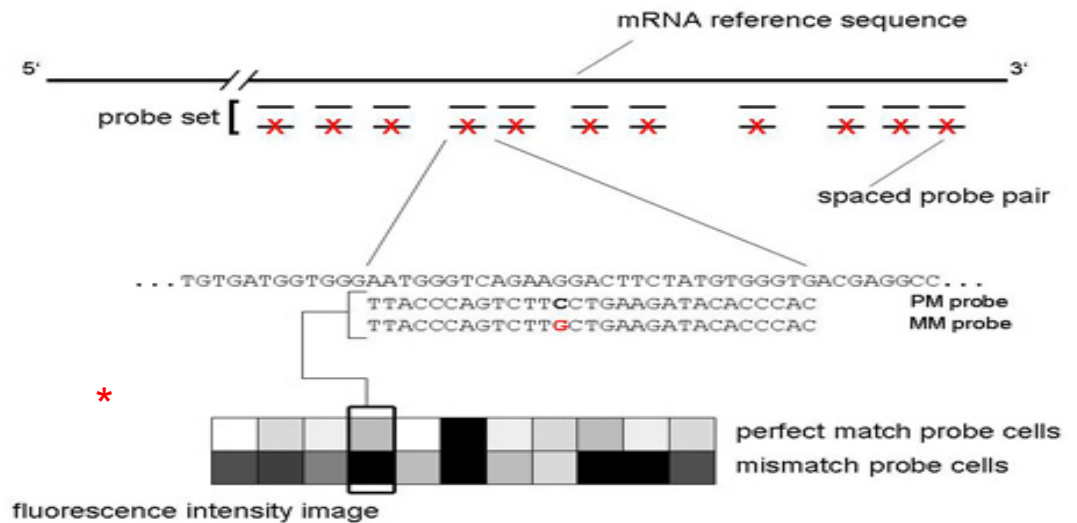 mRNA reference sequence
5' 3'
probe set [
X X X X X X X X X X X
spaced probe pair
...TGTGATGGTGGGAATGGGTCAGAAGGACTTCTATGTGGGTGACGAGGCC...
TTACCCAGTCTTCCTGAAGATACACCCAC PM probe
TTACCCAGTCTTGCTGAAGATACACCCAC MM probe
*
perfect match probe cells
mismatch probe cells
fluorescence intensity image